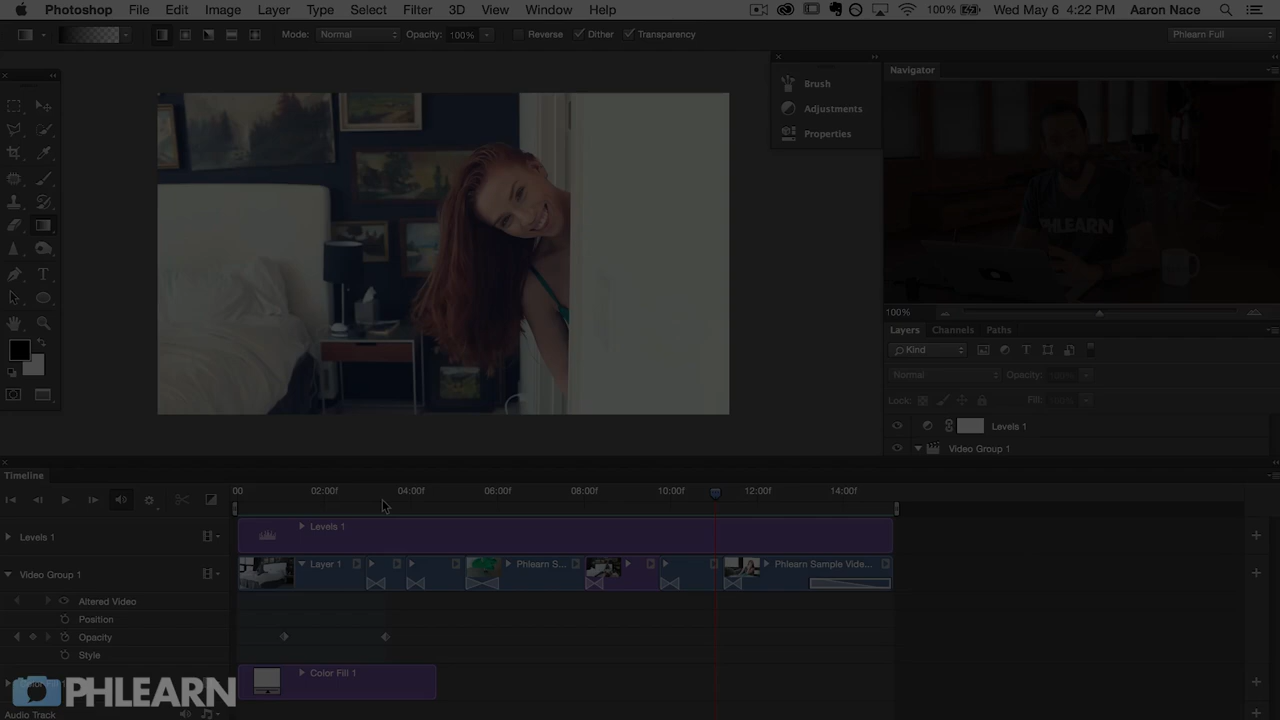 Photoshop File Edit Image Layer Type Select Filter 3D View Window Help 100% Wed May 6 4:22 PM Aaron Nace
Mode: Normal Opacity: 100% Reverse Dither Transparency Phlearn Full
Brush
Adjustments
Properties
Navigator
PHLEARN
100%
Layers Channels Paths
Kind
Normal Opacity: 100%
Lock: Fill: 100%
Levels 1
Video Group 1
Timeline
00 02:00f 04:00f 06:00f 08:00f 10:00f 12:00f 14:00f
Levels 1
Levels 1
Layer 1 Phlearn S... Phlearn Sample Vide...
Video Group 1
Altered Video
Position
Opacity
Style
Color Fill 1
PHLEARN
Audio Track